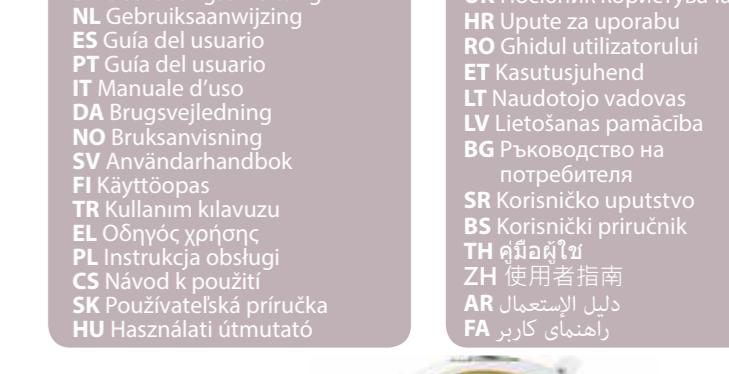 NL Gebruiksaanwijzing
ES Guía del usuario
PT Guía del usuario
IT Manuale d’uso
DA Brugsvejledning
NO Bruksanvisning
SV Användarhandbok
FI Käyttöopas
TR Kullanım kılavuzu
EL Οδηγός χρήσης
PL Instrukcja obsługi
CS Návod k použití
SK Používateľská príručka
HU Használati útmutató
HR Upute za uporabu
RO Ghidul utilizatorului
ET Kasutusjuhend
LT Naudotojo vadovas
LV Lietošanas pamācība
BG Ръководство на
потребителя
SR Korisničko uputstvo
BS Korisnički priručnik
TH คู่มือผู้ใช้
ZH 使用者指南
AR دليل الإستعمال
FA راهنمای کاربر